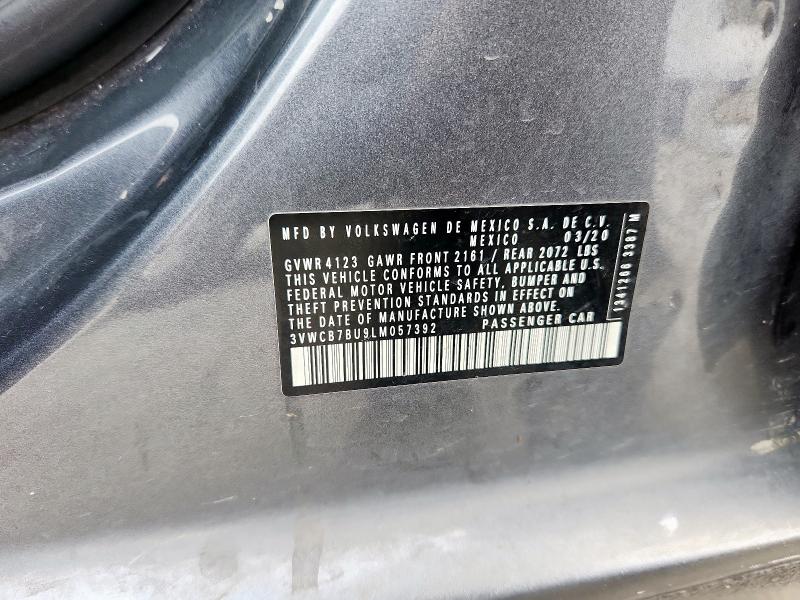 MFD BY VOLKSWAGEN DE MEXICO S.A. DE C.V.
MEXICO 03/20
GVWR 4123 GAWR FRONT 2161 / REAR 2072 LBS
THIS VEHICLE CONFORMS TO ALL APPLICABLE U.S.
FEDERAL MOTOR VEHICLE SAFETY, BUMPER AND
THEFT PREVENTION STANDARDS IN EFFECT ON
THE DATE OF MANUFACTURE SHOWN ABOVE.
3VWCB7BU9LM057392 PASSENGER CAR
1341266 3387 M